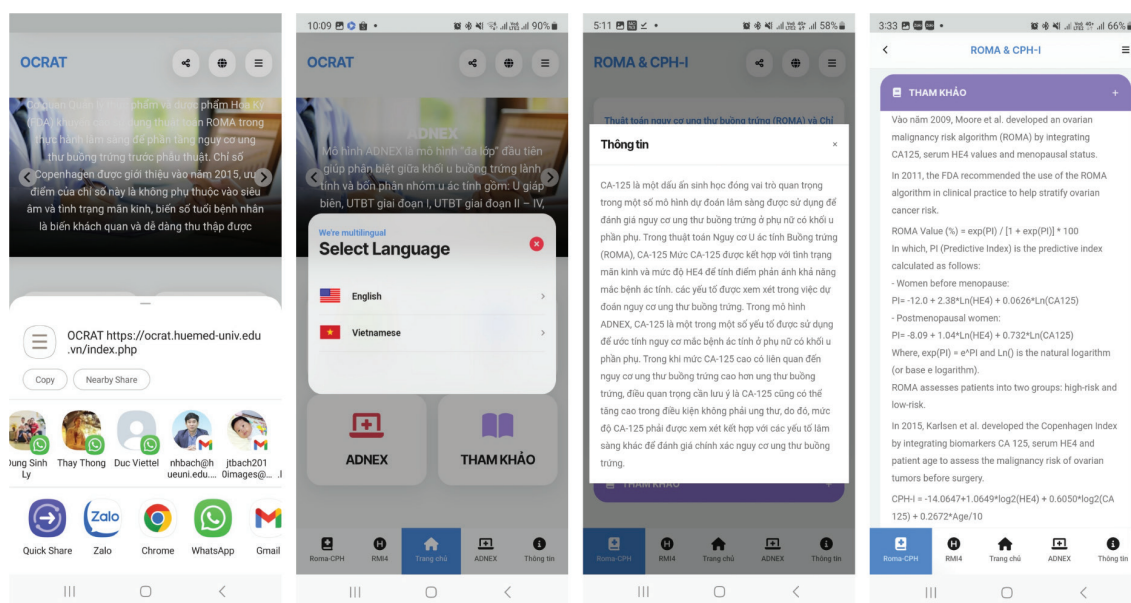 OCRAT
Cơ quan Quản lý thực phẩm và dược phẩm Hoa Kỳ
(FDA) khuyến cáo sử dụng thuật toán ROMA trong
thực hành lâm sàng để phân tầng nguy cơ ung
thư buồng trứng trước phẫu thuật. Chỉ số
Copenhagen được giới thiệu vào năm 2015, ưu
điểm của chỉ số này là không phụ thuộc vào siêu
âm và tình trạng mãn kinh, biến số tuổi bệnh nhân
là biến khách quan và dễ dàng thu thập được
OCRAT https://ocrat.huemed-univ.edu
.vn/index.php
Copy
Nearby Share
Dung Sinh
Ly
Thay Thong
Duc Viettel
nhbach@h
ueuni.edu....
jtbach201
0images@...
Zalo
Quick Share
Zalo
Chrome
WhatsApp
Gmail
10:09
90%
OCRAT
ADNEX
Mô hình ADNEX là mô hình "đa lớp" đầu tiên
giúp phân biệt giữa khối u buồng trứng lành
tính và bốn phân nhóm u ác tính gồm: U giáp
biên, UTBT giai đoạn I, UTBT giai đoạn II – IV,
We're multilingual
Select Language
English
Vietnamese
ADNEX
THAM KHẢO
Roma-CPH
RMI4
Trang chủ
ADNEX
Thông tin
5:11
58%
ROMA & CPH-I
Thuật toán nguy cơ ung thư buồng trứng (ROMA) và Chỉ
Thông tin
×
CA-125 là một dấu ấn sinh học đóng vai trò quan trọng
trong một số mô hình dự đoán lâm sàng được sử dụng để
đánh giá nguy cơ ung thư buồng trứng ở phụ nữ có khối u
phần phụ. Trong thuật toán Nguy cơ U ác tính Buồng trứng
(ROMA), CA-125 Mức CA-125 được kết hợp với tình trạng
mãn kinh và mức độ HE4 để tính điểm phản ánh khả năng
mắc bệnh ác tính. các yếu tố được xem xét trong việc dự
đoán nguy cơ ung thư buồng trứng. Trong mô hình
ADNEX, CA-125 là một trong một số yếu tố được sử dụng
để ước tính nguy cơ mắc bệnh ác tính ở phụ nữ có khối u
phần phụ. Trong khi mức CA-125 cao có liên quan đến
nguy cơ ung thư buồng trứng cao hơn ung thư buồng
trứng, điều quan trọng cần lưu ý là CA-125 cũng có thể
tăng cao trong điều kiện không phải ung thư, do đó, mức
độ CA-125 phải được xem xét kết hợp với các yếu tố lâm
sàng khác để đánh giá chính xác nguy cơ ung thư buồng
trứng.
THAM KHẢO
Roma-CPH
RMI4
Trang chủ
ADNEX
Thông tin
3:33
66%
ROMA & CPH-I
THAM KHẢO
+
Vào năm 2009, Moore et al. developed an ovarian
malignancy risk algorithm (ROMA) by integrating
CA125, serum HE4 values and menopausal status.
In 2011, the FDA recommended the use of the ROMA
algorithm in clinical practice to help stratify ovarian
cancer risk.
ROMA Value (%) = exp(PI) / [1 + exp(PI)] * 100
In which, PI (Predictive Index) is the predictive index
calculated as follows:
- Women before menopause:
PI= -12.0 + 2.38*Ln(HE4) + 0.0626*Ln(CA125)
- Postmenopausal women:
PI= -8.09 + 1.04*Ln(HE4) + 0.732*Ln(CA125)
Where, exp(PI) = e^PI and Ln() is the natural logarithm
(or base e logarithm).
ROMA assesses patients into two groups: high-risk and
low-risk.
In 2015, Karlsen et al. developed the Copenhagen Index
by integrating biomarkers CA 125, serum HE4 and
patient age to assess the malignancy risk of ovarian
tumors before surgery.
CPH-I = -14.0647+1.0649*log2(HE4) + 0.6050*log2(CA
125) + 0.2672*Age/10
Roma-CPH
RMI4
Trang chủ
ADNEX
Thông tin